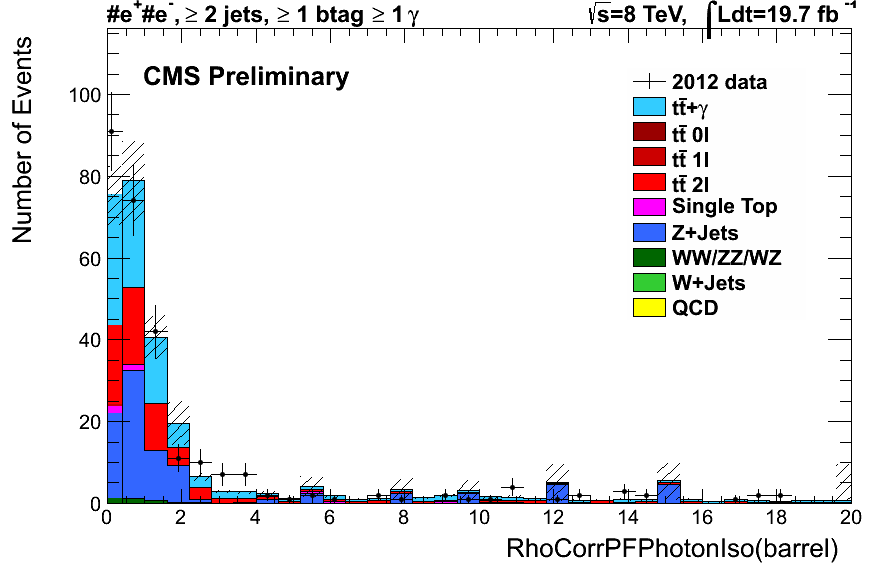 #e⁺#e⁻, ≥ 2 jets, ≥ 1 btag ≥ 1 γ
√s=8 TeV, ∫Ldt=19.7 fb⁻¹
CMS Preliminary
2012 data
tt̄+γ
tt̄ 0l
tt̄ 1l
tt̄ 2l
Single Top
Z+Jets
WW/ZZ/WZ
W+Jets
QCD
Number of Events
100
80
60
40
20
0
0 2 4 6 8 10 12 14 16 18 20
RhoCorrPFPhotonIso(barrel)